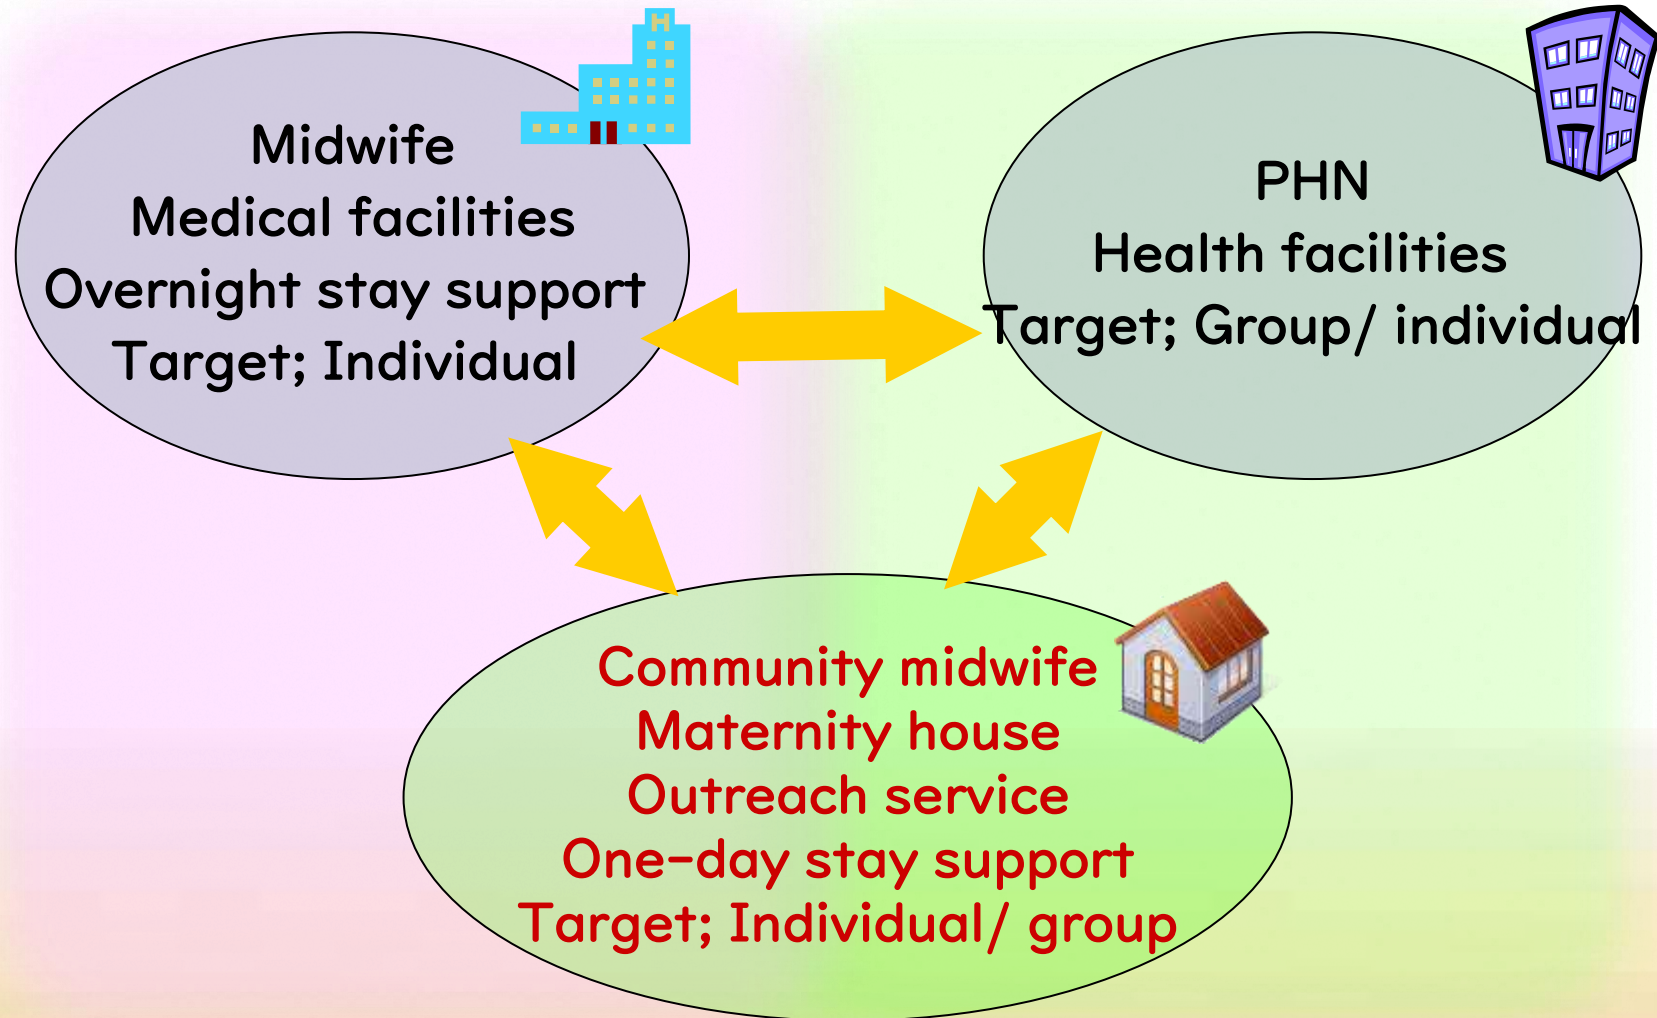 H
Midwife
Medical facilities
Overnight stay support
Target; Individual
PHN
Health facilities
Target; Group/ individual
Community midwife
Maternity house
Outreach service
One-day stay support
Target; Individual/ group